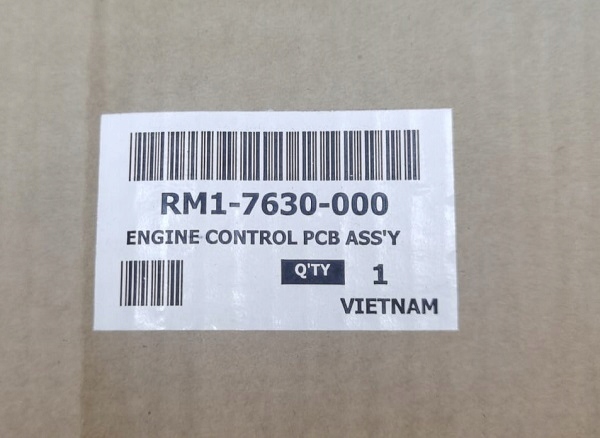 RM1-7630-000
ENGINE CONTROL PCB ASS'Y
Q'TY 1
VIETNAM